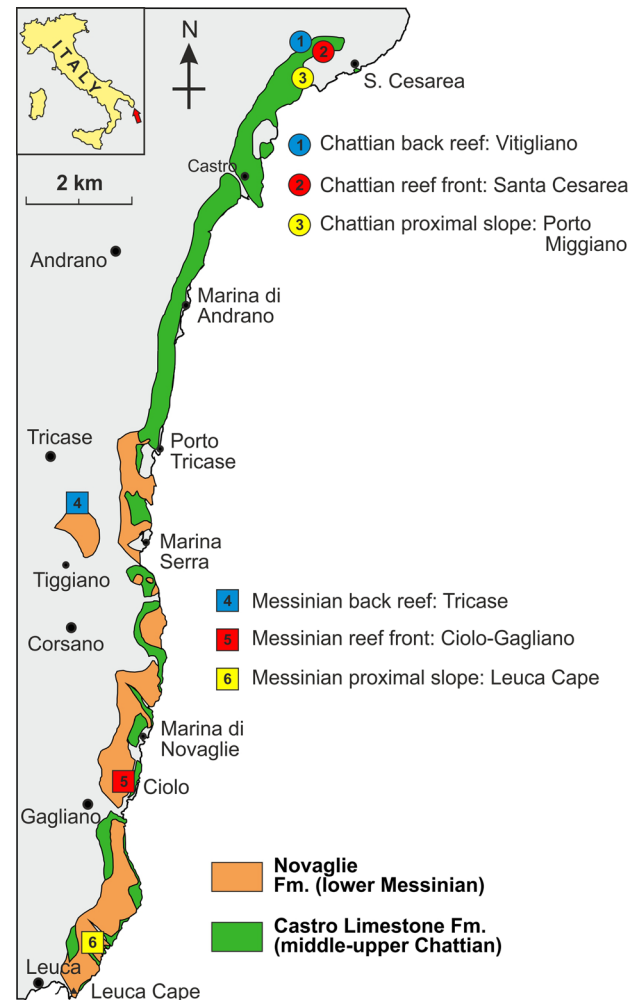 ITALY
N
2 km
1
2
3
S. Cesarea
1 Chattian back reef: Vitigliano
Castro
2 Chattian reef front: Santa Cesarea
3 Chattian proximal slope: Porto
Miggiano
Andrano
Marina di
Andrano
Tricase
Porto
Tricase
4
Marina
Serra
Tiggiano
4 Messinian back reef: Tricase
Corsano
5 Messinian reef front: Ciolo-Gagliano
6 Messinian proximal slope: Leuca Cape
Marina di
Novaglie
5
Ciolo
Gagliano
Novaglie
Fm. (lower Messinian)
Castro Limestone Fm.
(middle-upper Chattian)
6
Leuca
Leuca Cape